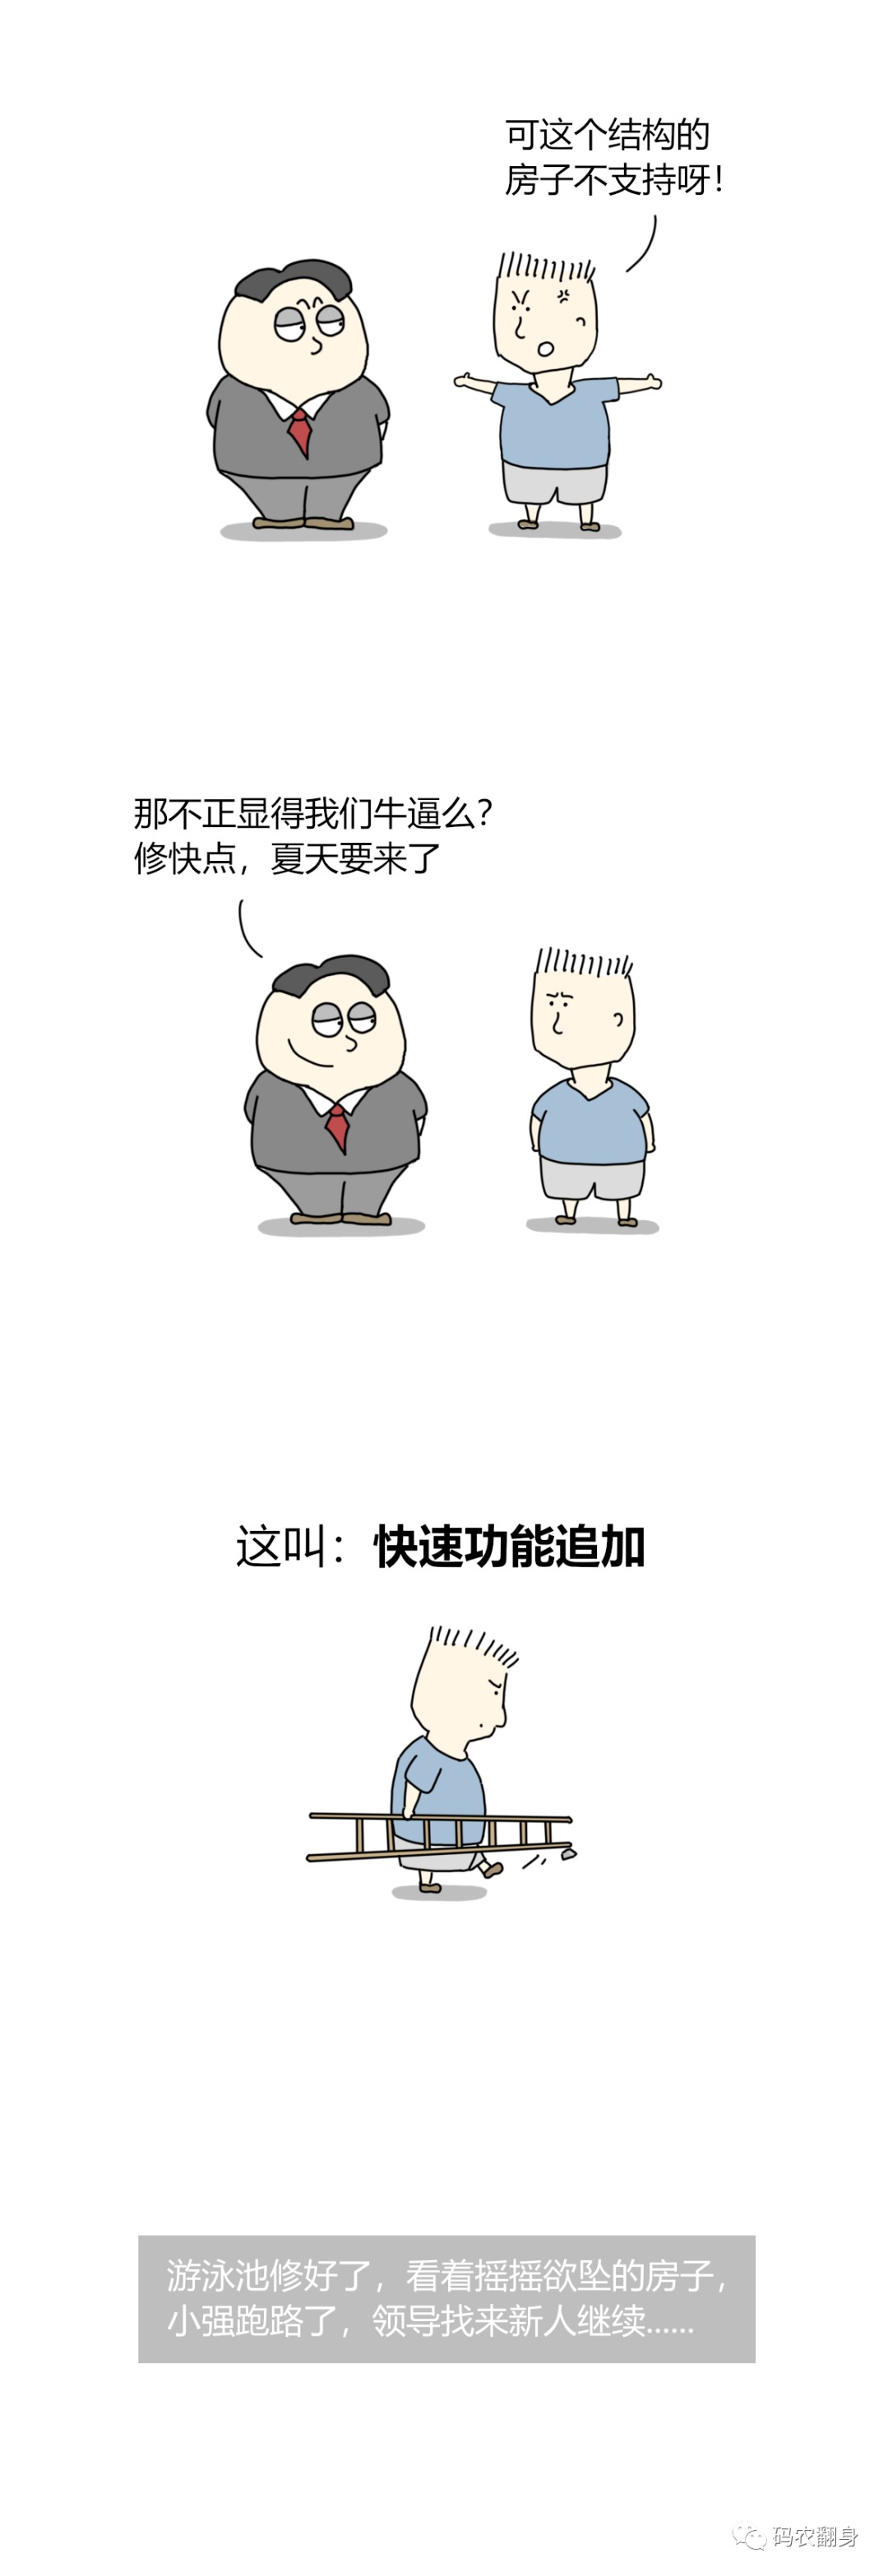 可这个结构的
房子不支持呀！
那不正显得我们牛逼么？
修快点，夏天要来了
这叫：快速功能追加
游泳池修好了，看着摇摇欲坠的房子，
小强跑路了，领导找来新人继续......
码农翻身